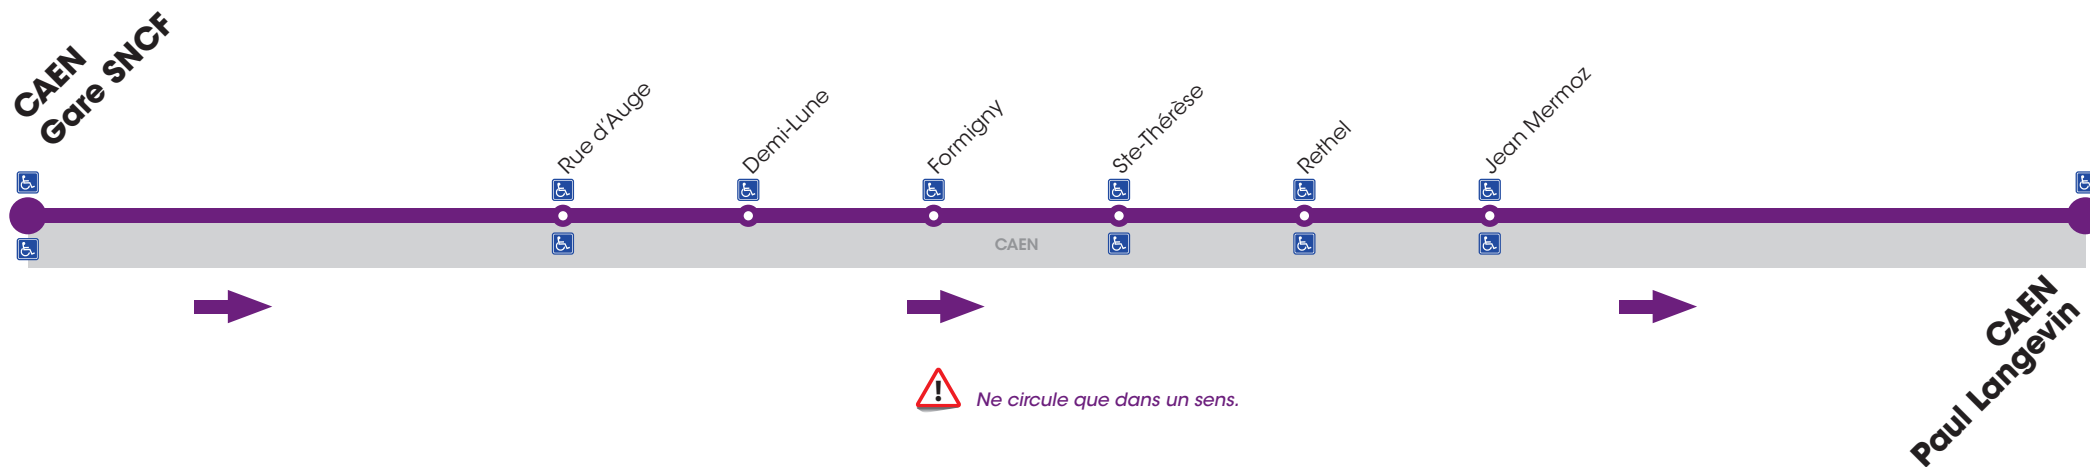 CAEN
Gare SNCF
Rue d'Auge
Demi-Lune
Formigny
Ste-Thérèse
Rethel
Jean Mermoz
CAEN
CAEN
Paul Langevin
Ne circule que dans un sens.